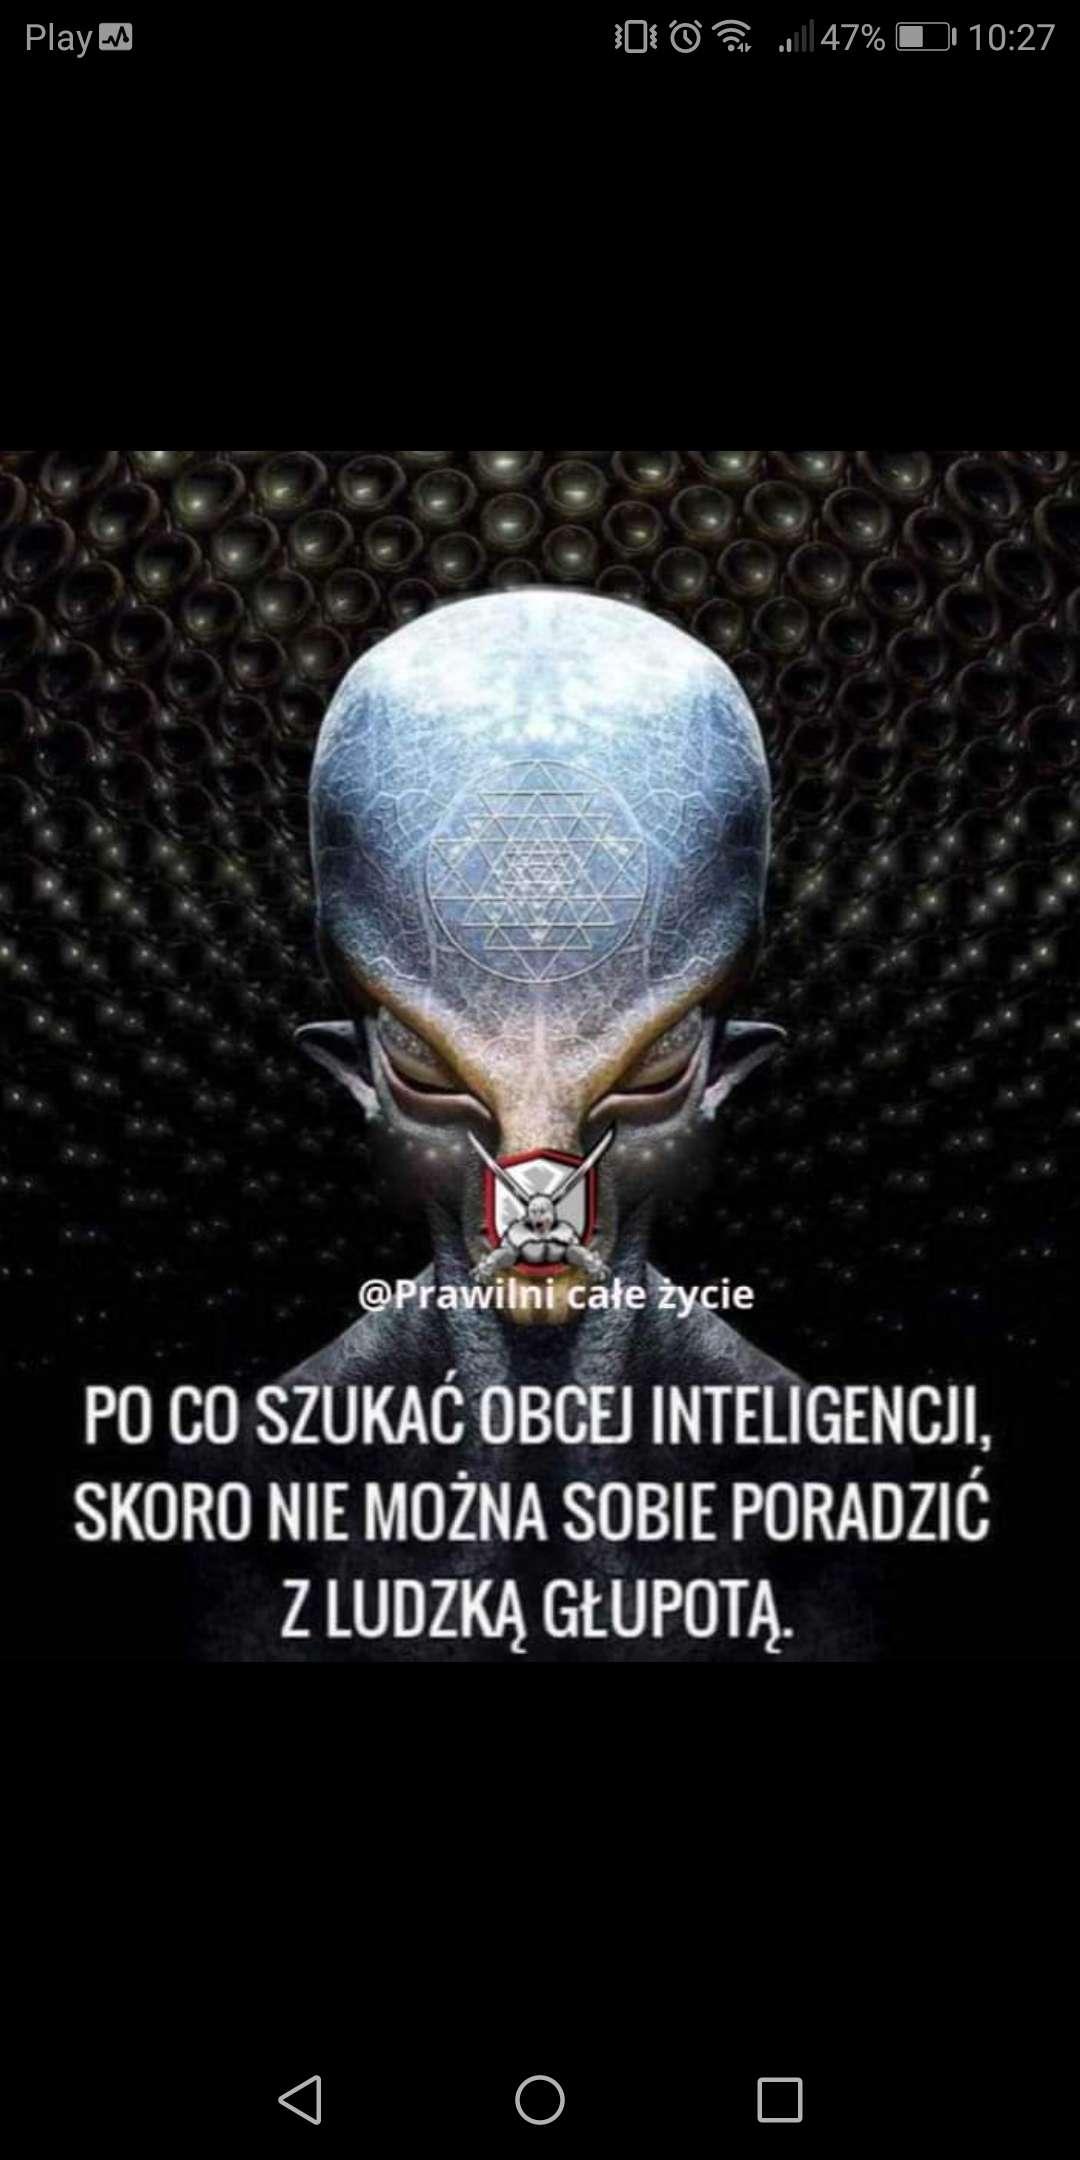 Play 47% 10:27
@Prawilni całe życie
PO CO SZUKAĆ OBCEJ INTELIGENCJI,
SKORO NIE MOŻNA SOBIE PORADZIĆ
Z LUDZKĄ GŁUPOTĄ.